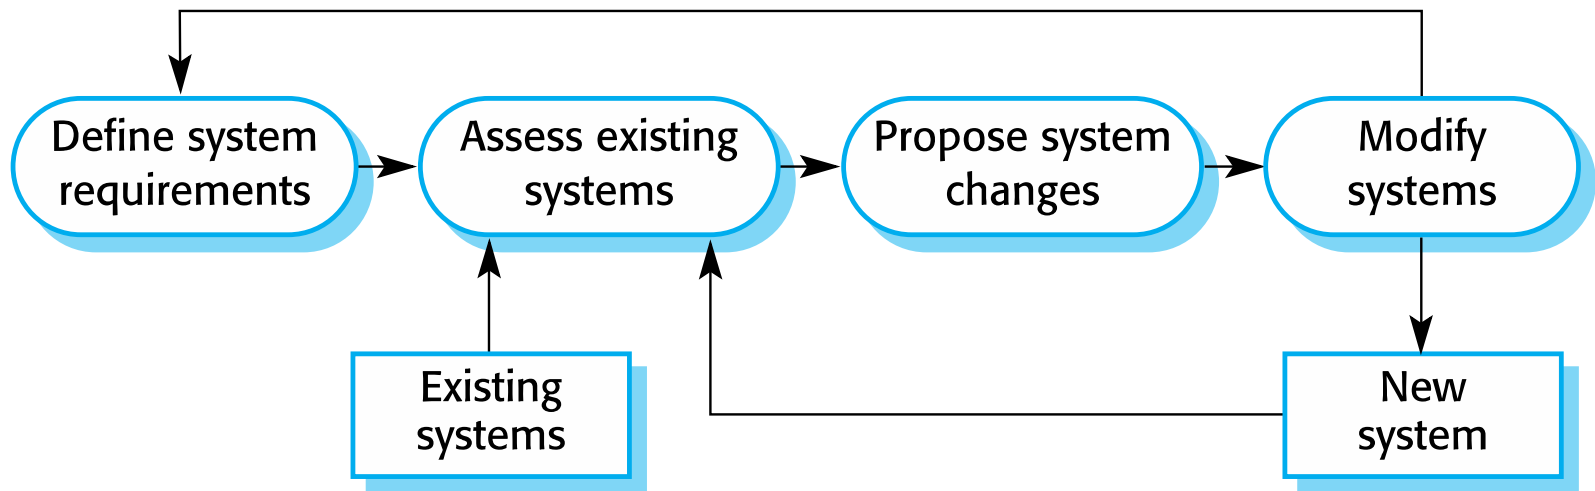 Define system
requirements
Assess existing
systems
Propose system
changes
Modify
systems
Existing
systems
New
system